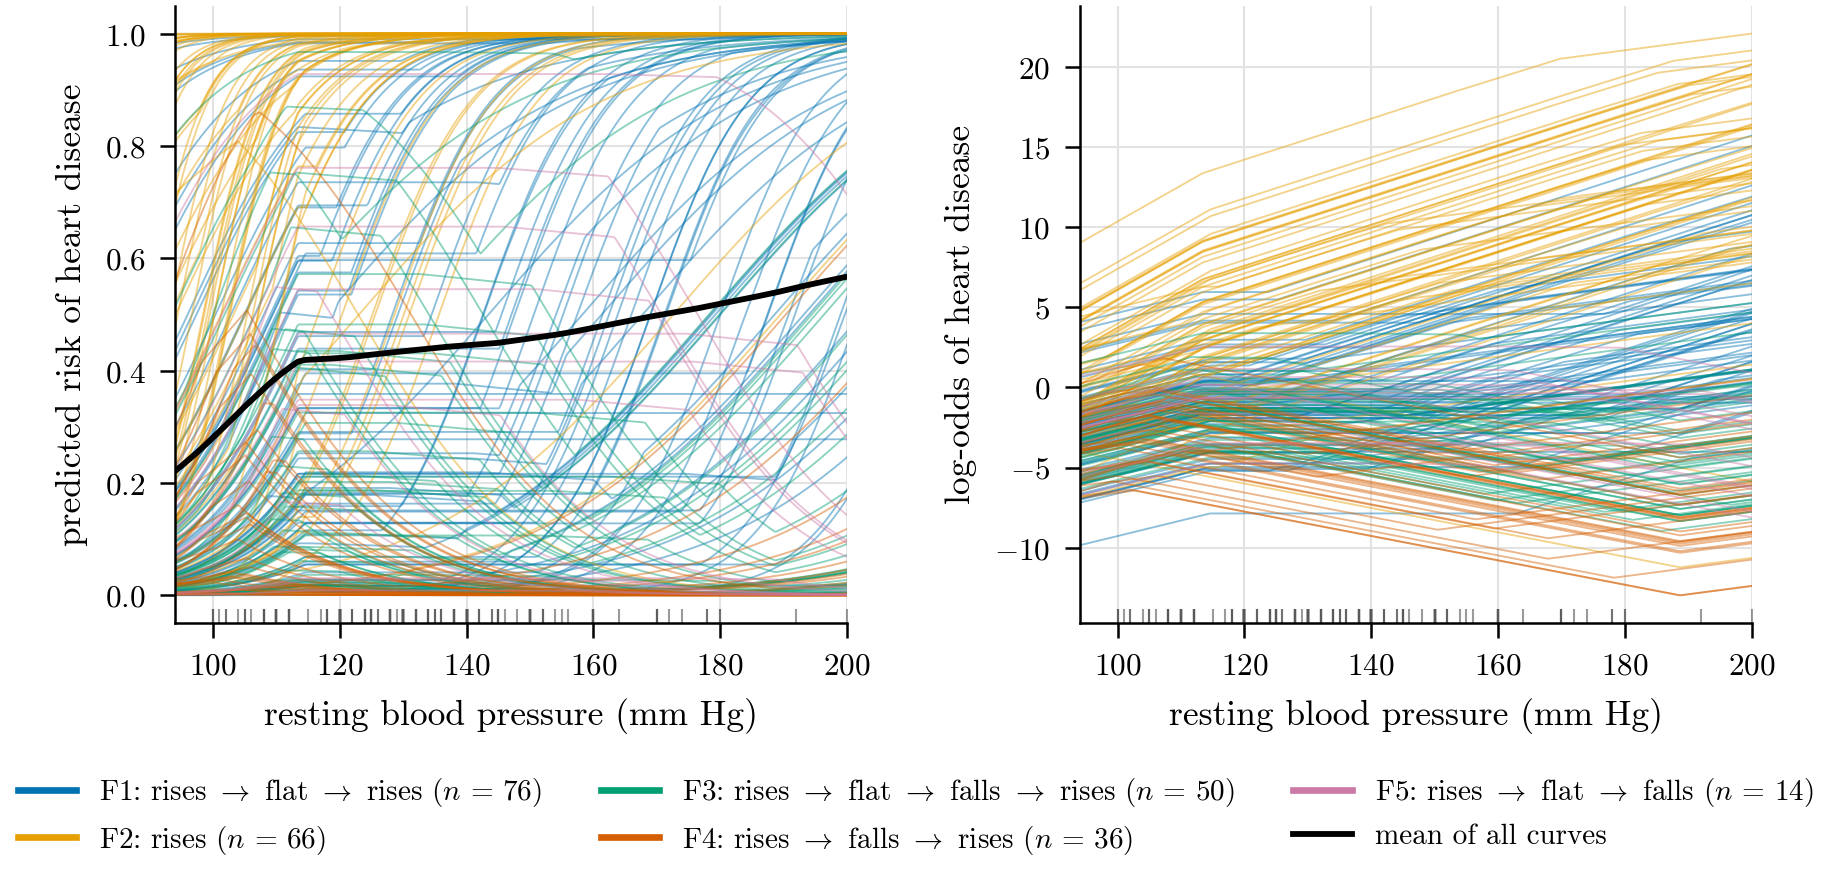 predicted risk of heart disease
1.0
0.8
0.6
0.4
0.2
0.0
100 120 140 160 180 200
resting blood pressure (mm Hg)
log-odds of heart disease
20
15
10
5
0
−5
−10
100 120 140 160 180 200
resting blood pressure (mm Hg)
F1: rises → flat → rises (n = 76)
F2: rises (n = 66)
F3: rises → flat → falls → rises (n = 50)
F4: rises → falls → rises (n = 36)
F5: rises → flat → falls (n = 14)
mean of all curves